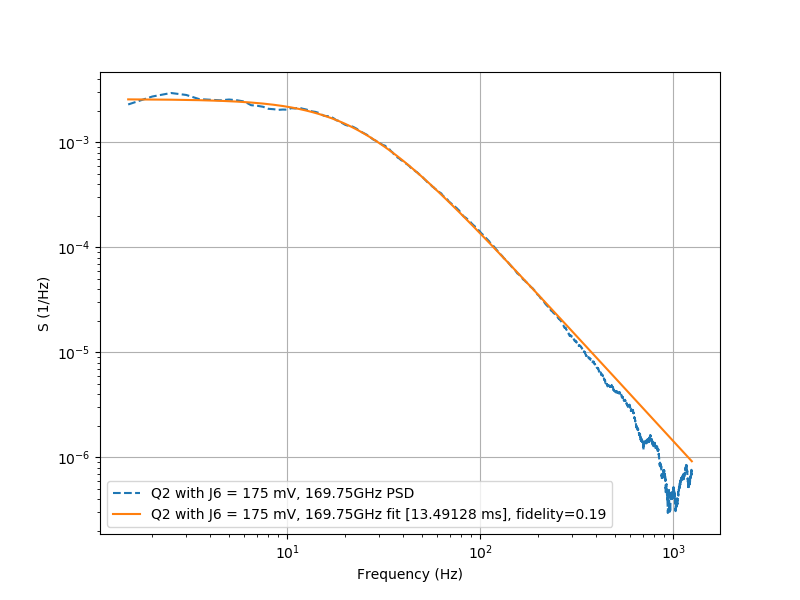 S (1/Hz)
10⁻³
10⁻⁴
10⁻⁵
10⁻⁶
Q2 with J6 = 175 mV, 169.75GHz PSD
Q2 with J6 = 175 mV, 169.75GHz fit [13.49128 ms], fidelity=0.19
10¹
10²
10³
Frequency (Hz)